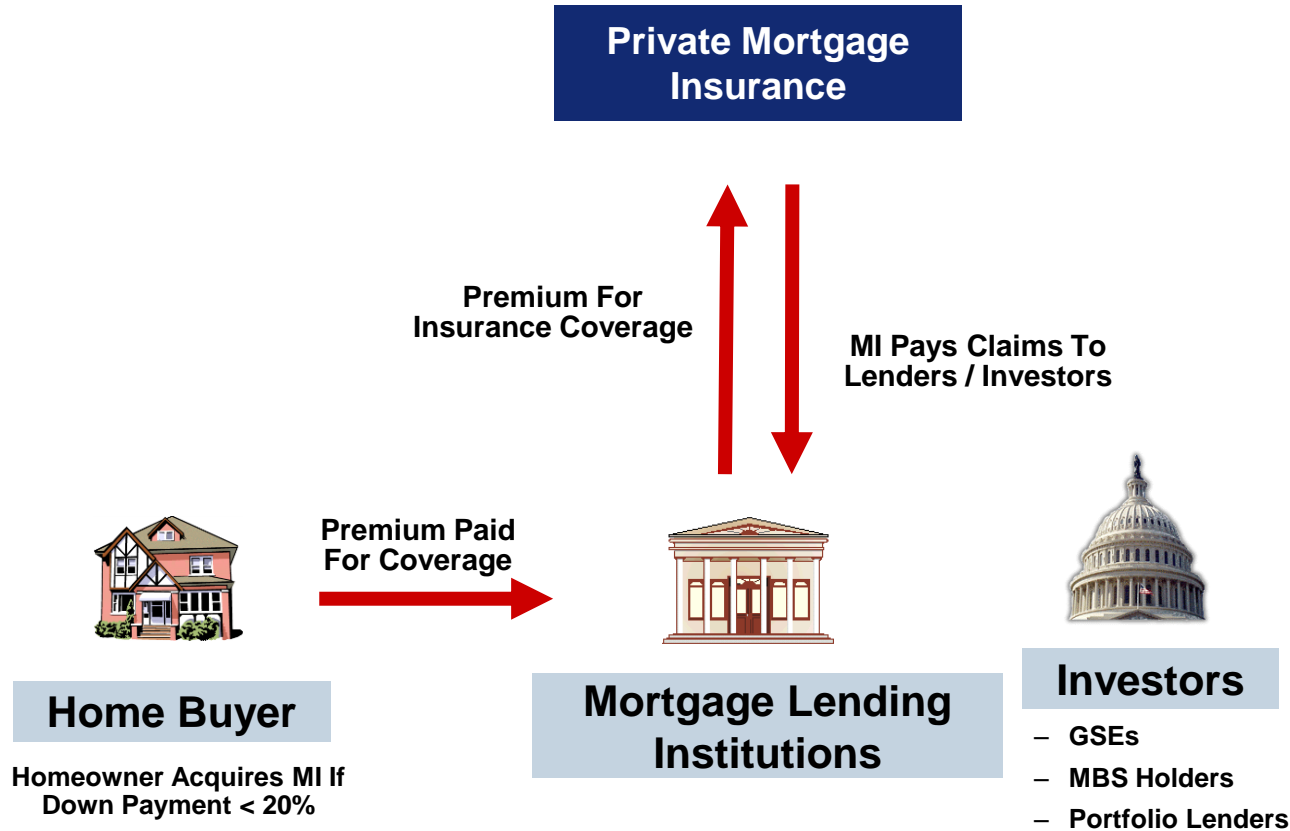 Private Mortgage
Insurance
Premium For
Insurance Coverage
MI Pays Claims To
Lenders / Investors
Premium Paid
For Coverage
Home Buyer
Homeowner Acquires MI If
Down Payment < 20%
Mortgage Lending
Institutions
Investors
– GSEs
– MBS Holders
– Portfolio Lenders